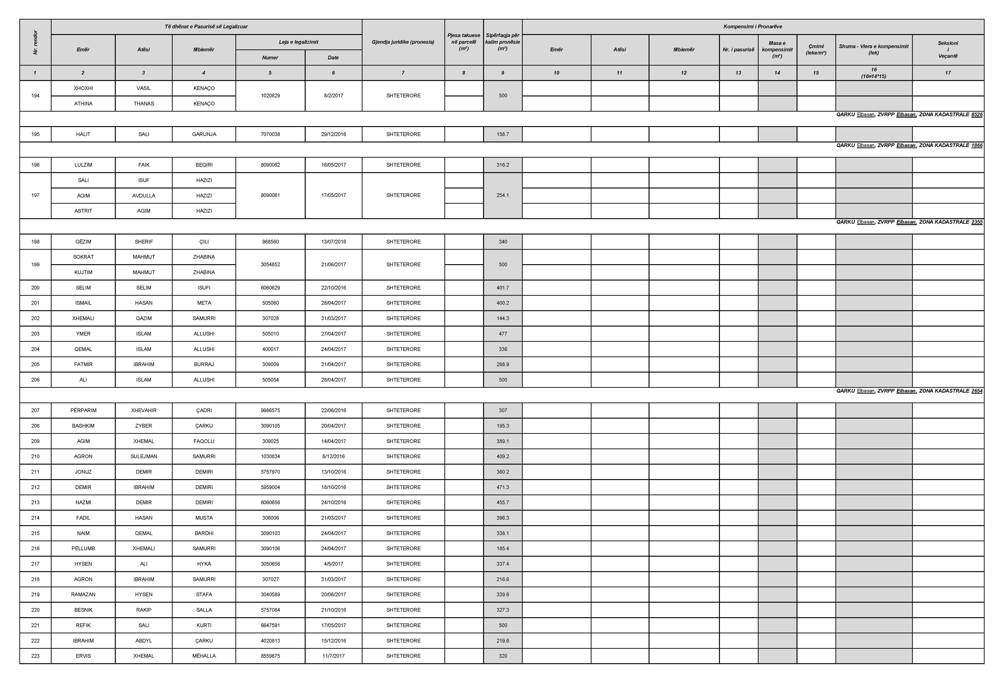 Nr. rendor
Të dhënat e Pasurisë së Legalizuar
Gjendja juridike (pronesia)
Pjesa takuese
në parcelë
(m²)
Sipërfaqja për
kalim pronësie
(m²)
Kompensimi i Pronarëve
Emër
Atësi
Mbiemër
Leja e legalizimit
Numer
Date
Emër
Atësi
Mbiemër
Nr. i pasurisë
Masa e
kompensimit
(m²)
Çmimi
(leke/m²)
Shuma - Vlera e kompensimit
(lek)
Seksioni
i
Veçantë
1 2 3 4 5 6 7 8 9 10 11 12 13 14 15 16 17
(16=14*15)
194 XHOXHI VASIL KENAÇO 1020829 8/2/2017 SHTETERORE 500
ATHINA THANAS KENAÇO
QARKU Elbasan, ZVRPP Elbasan, ZONA KADASTRALE 8526
195 HALIT SALI GARUNJA 7070038 29/12/2016 SHTETERORE 158.7
QARKU Elbasan, ZVRPP Elbasan, ZONA KADASTRALE 1866
196 LULZIM FAIK BEQIRI 8090062 16/05/2017 SHTETERORE 316.2
SALI ISUF HAZIZI
197 AGIM AVDULLA HAZIZI 8090061 17/05/2017 SHTETERORE 254.1
ASTRIT AGIM HAZIZI
QARKU Elbasan, ZVRPP Elbasan, ZONA KADASTRALE 2355
198 GËZIM SHERIF ÇILI 968560 13/07/2016 SHTETERORE 340
199 SOKRAT MAHMUT ZHABINA 3054852 21/06/2017 SHTETERORE 500
KUJTIM MAHMUT ZHABINA
200 SELIM SELIM ISUFI 6060629 22/10/2016 SHTETERORE 401.7
201 ISMAIL HASAN META 505060 28/04/2017 SHTETERORE 400.2
202 XHEMALI QAZIM SAMURRI 307028 31/03/2017 SHTETERORE 144.3
203 YMER ISLAM ALLUSHI 505010 27/04/2017 SHTETERORE 477
204 QEMAL ISLAM ALLUSHI 400017 24/04/2017 SHTETERORE 336
205 FATMIR IBRAHIM BURRAJ 309009 21/04/2017 SHTETERORE 288.9
206 ALI ISLAM ALLUSHI 505054 28/04/2017 SHTETERORE 500
QARKU Elbasan, ZVRPP Elbasan, ZONA KADASTRALE 2654
207 PËRPARIM XHEVAHIR ÇADRI 9986575 22/06/2016 SHTETERORE 307
208 BASHKIM ZYBER ÇARKU 3090105 20/04/2017 SHTETERORE 195.3
209 AGIM XHEMAL FAQOLLI 309025 14/04/2017 SHTETERORE 389.1
210 AGRON SULEJMAN SAMURRI 1030834 6/12/2016 SHTETERORE 409.2
211 JONUZ DEMIR DEMIRI 5757970 13/10/2016 SHTETERORE 360.2
212 DEMIR IBRAHIM DEMIRI 5959004 18/10/2016 SHTETERORE 471.3
213 NAZMI DEMIR DEMIRI 6060656 24/10/2016 SHTETERORE 455.7
214 FADIL HASAN MUSTA 306006 21/03/2017 SHTETERORE 396.3
215 NAIM QEMAL BARDHI 3090103 24/04/2017 SHTETERORE 338.1
216 PËLLUMB XHEMALI SAMURRI 3090106 24/04/2017 SHTETERORE 185.4
217 HYSEN ALI HYKA 3050656 4/5/2017 SHTETERORE 337.4
218 AGRON IBRAHIM SAMURRI 307027 31/03/2017 SHTETERORE 216.6
219 RAMAZAN HYSEN STAFA 3040589 20/06/2017 SHTETERORE 339.6
220 BESNIK RAKIP SALLA 5757084 21/10/2016 SHTETERORE 327.3
221 REFIK SALI KURTI 6647591 17/05/2017 SHTETERORE 500
222 IBRAHIM ABDYL ÇARKU 4020813 15/12/2016 SHTETERORE 219.6
223 ERVIS XHEMAL MËHALLA 8559875 11/7/2017 SHTETERORE 320